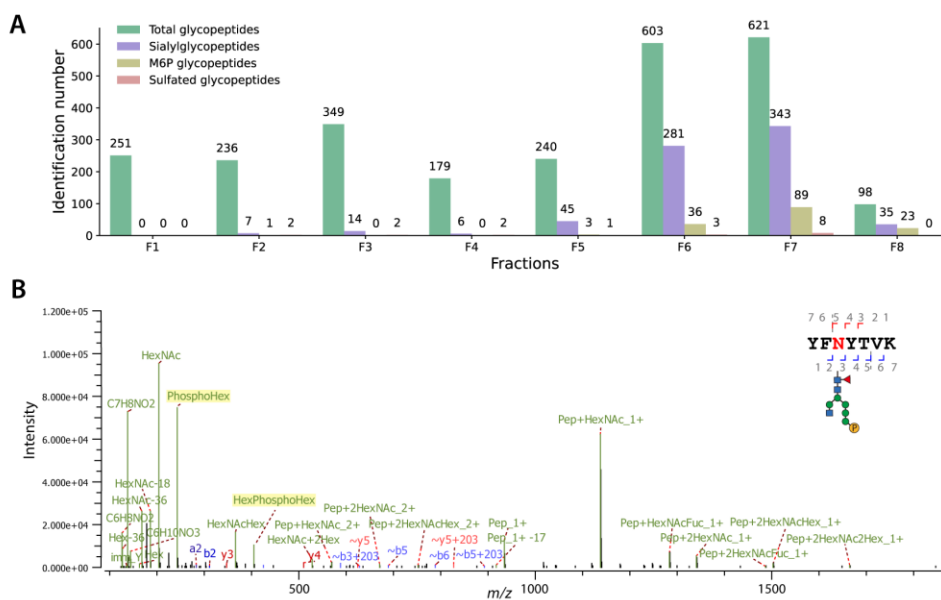 A
Total glycopeptides
Sialylglycopeptides
M6P glycopeptides
Sulfated glycopeptides
Identification number
600
500
400
300
200
100
0
251 0 0 0
236 7 1 2
349 14 0 2
179 6 0 2
240 45 3 1
603 281 36 3
621 343 89 8
98 35 23 0
F1 F2 F3 F4 F5 F6 F7 F8
Fractions
B
1.200e+05
1.000e+05
8.000e+04
6.000e+04
4.000e+04
2.000e+04
0.000e+00
Intensity
HexNAc
C7H8NO2
PhosphoHex
HexNAc-18
HexNAc-36
C6H8NO2
Hex-36
C6H10NO3
imm_Y
Hex
a2
b2
y3
HexNAcHex
HexPhosphoHex
Pep+HexNAc_2+
HexNAc+2Hex
y4
Pep+2HexNAc_2+
~y5
~b3+203
~b5
Pep+2HexNAcHex_2+
~y5+203
~b6
~b5+203
Pep_1+
Pep_1+ -17
Pep+HexNAc_1+
Pep+HexNAcFuc_1+
Pep+2HexNAc_1+
Pep+2HexNAcFuc_1+
Pep+2HexNAcHex_1+
Pep+2HexNAc2Hex_1+
7 6 5 4 3 2 1
YFNYTVK
1 2 3 4 5 6 7
P
500 1000 1500
m/z